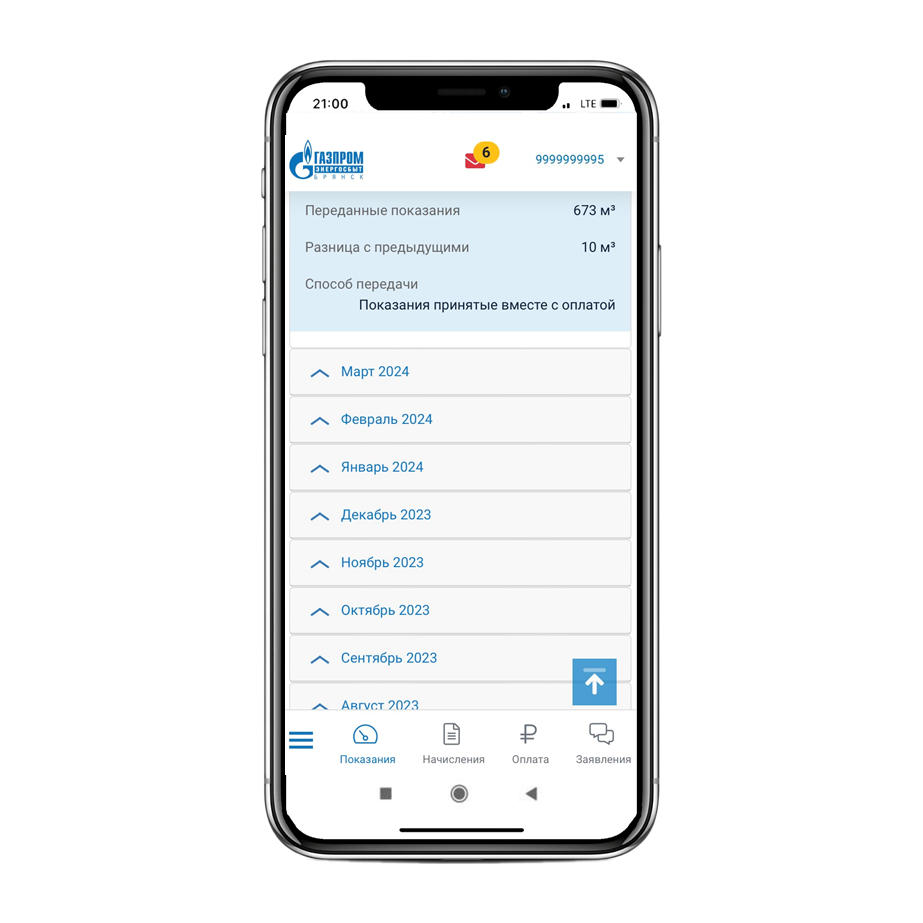 21:00
LTE
ГАЗПРОМ
ЭНЕРГОСБЫТ
БРЯНСК
6
9999999995
Переданные показания 673 м³
Разница с предыдущими 10 м³
Способ передачи
Показания принятые вместе с оплатой
Март 2024
Февраль 2024
Январь 2024
Декабрь 2023
Ноябрь 2023
Октябрь 2023
Сентябрь 2023
Август 2023
Показания Начисления Оплата Заявления